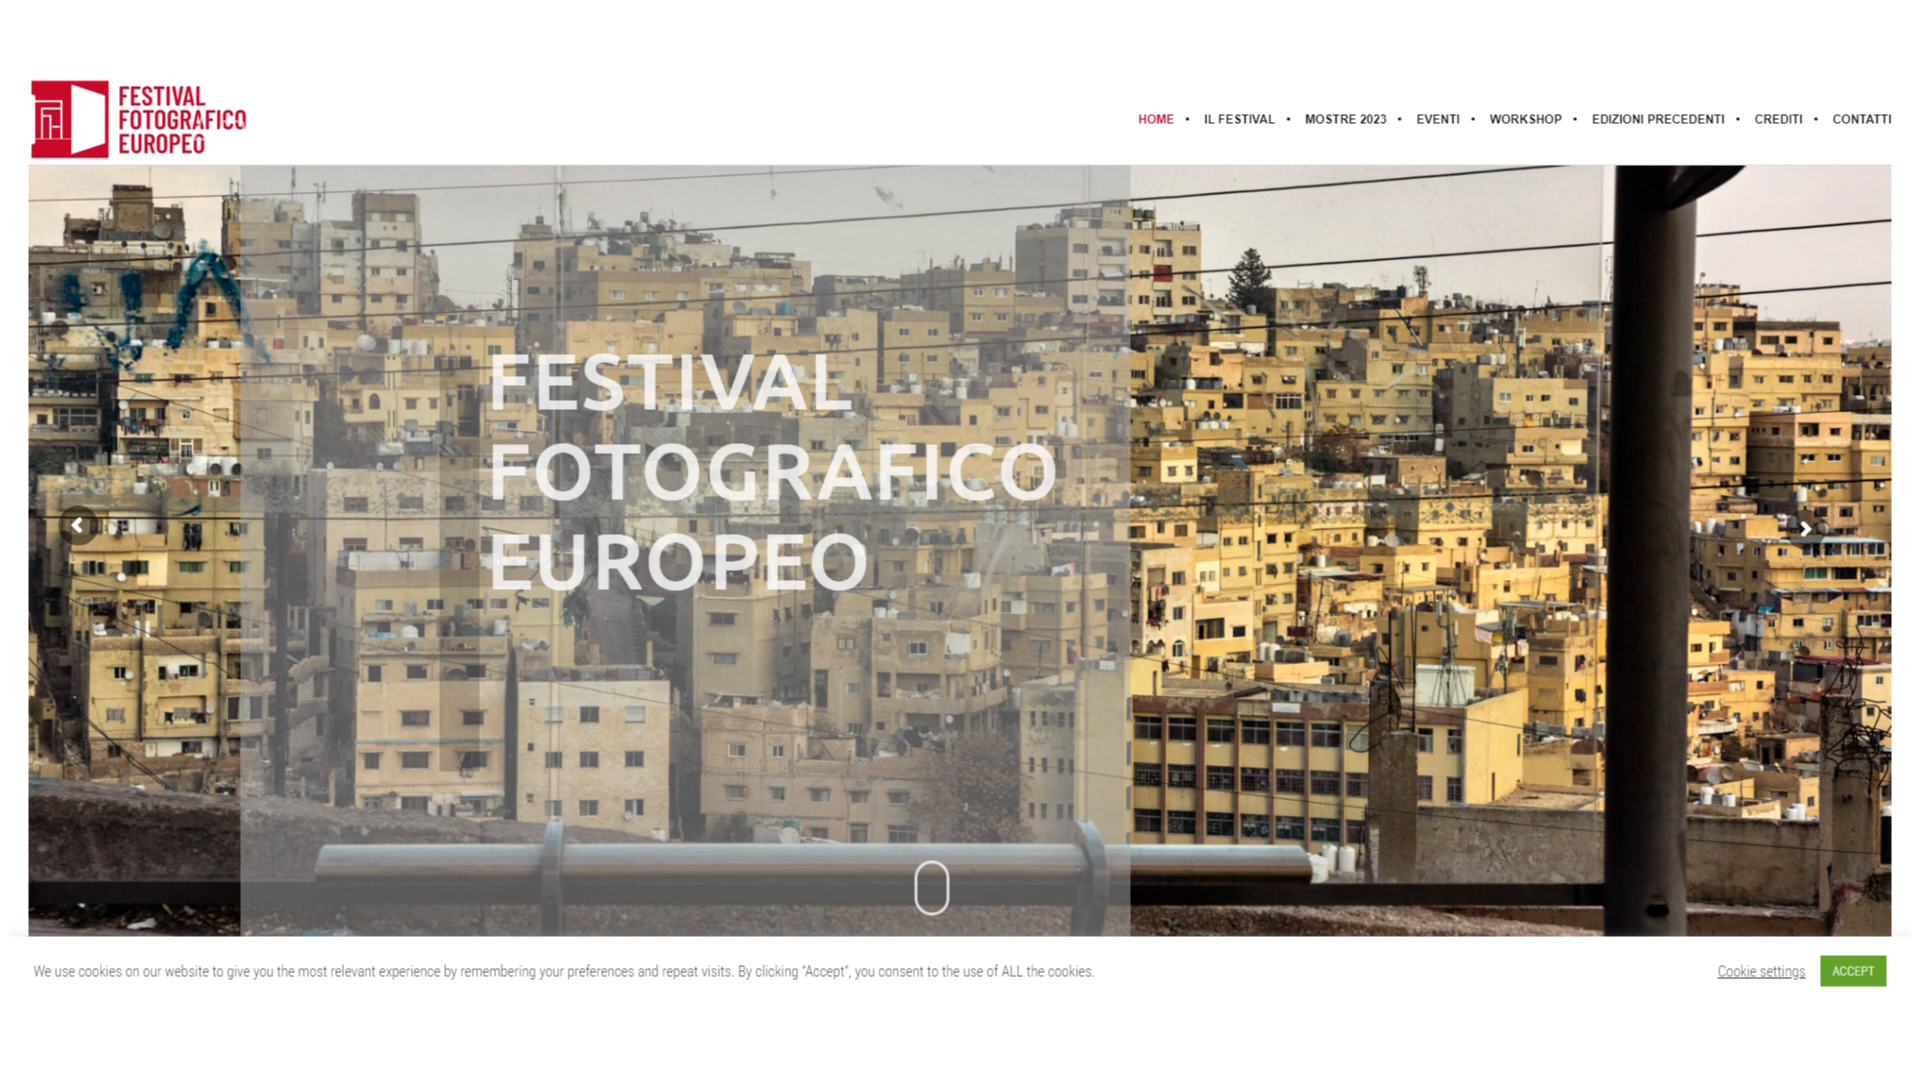 FESTIVAL
FOTOGRAFICO
EUROPEO
HOME • IL FESTIVAL • MOSTRE 2023 • EVENTI • WORKSHOP • EDIZIONI PRECEDENTI • CREDITI • CONTATTI
FESTIVAL
FOTOGRAFICO
EUROPEO
We use cookies on our website to give you the most relevant experience by remembering your preferences and repeat visits. By clicking “Accept”, you consent to the use of ALL the cookies.
Cookie settings
ACCEPT